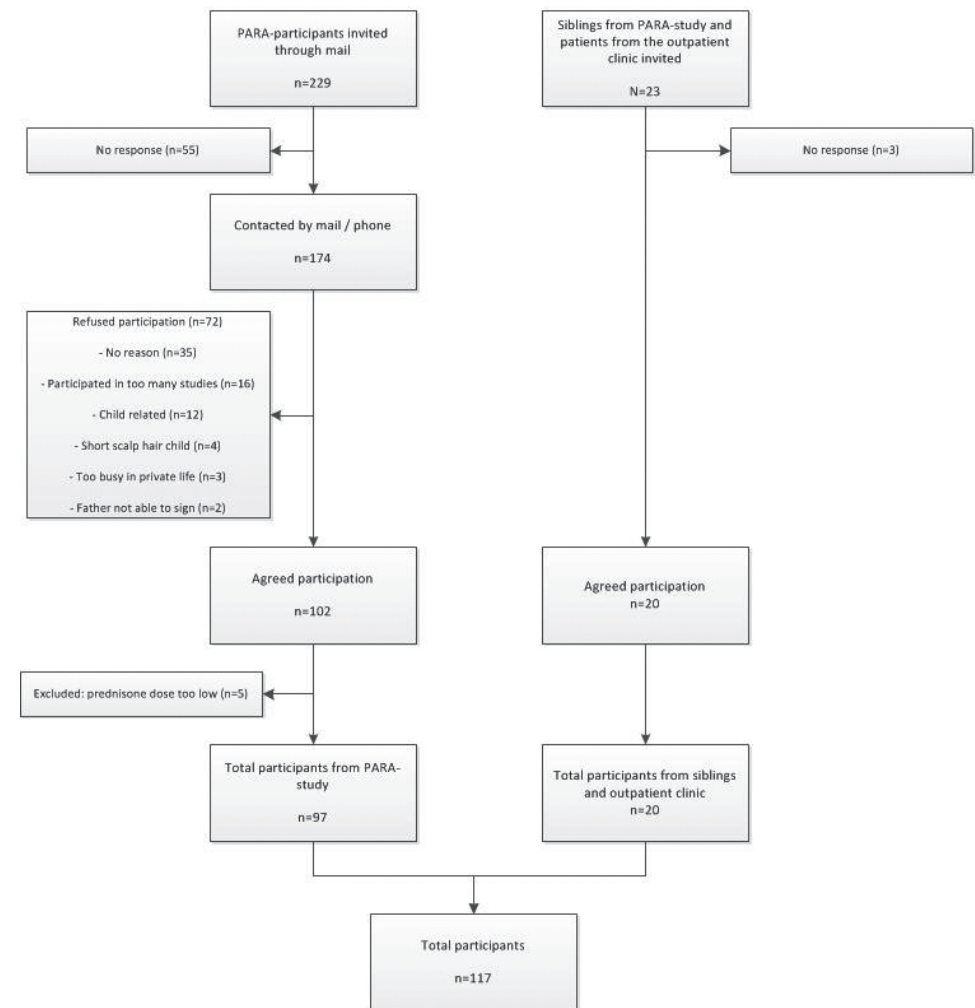 PARA-participants invited
through mail
n=229
Siblings from PARA-study and
patients from the outpatient
clinic invited
N=23
No response (n=55)
No response (n=3)
Contacted by mail / phone
n=174
Refused participation (n=72)
- No reason (n=35)
- Participated in too many studies (n=16)
- Child related (n=12)
- Short scalp hair child (n=4)
- Too busy in private life (n=3)
- Father not able to sign (n=2)
Agreed participation
n=102
Agreed participation
n=20
Excluded: prednisone dose too low (n=5)
Total participants from PARA-
study
n=97
Total participants from siblings
and outpatient clinic
n=20
Total participants
n=117